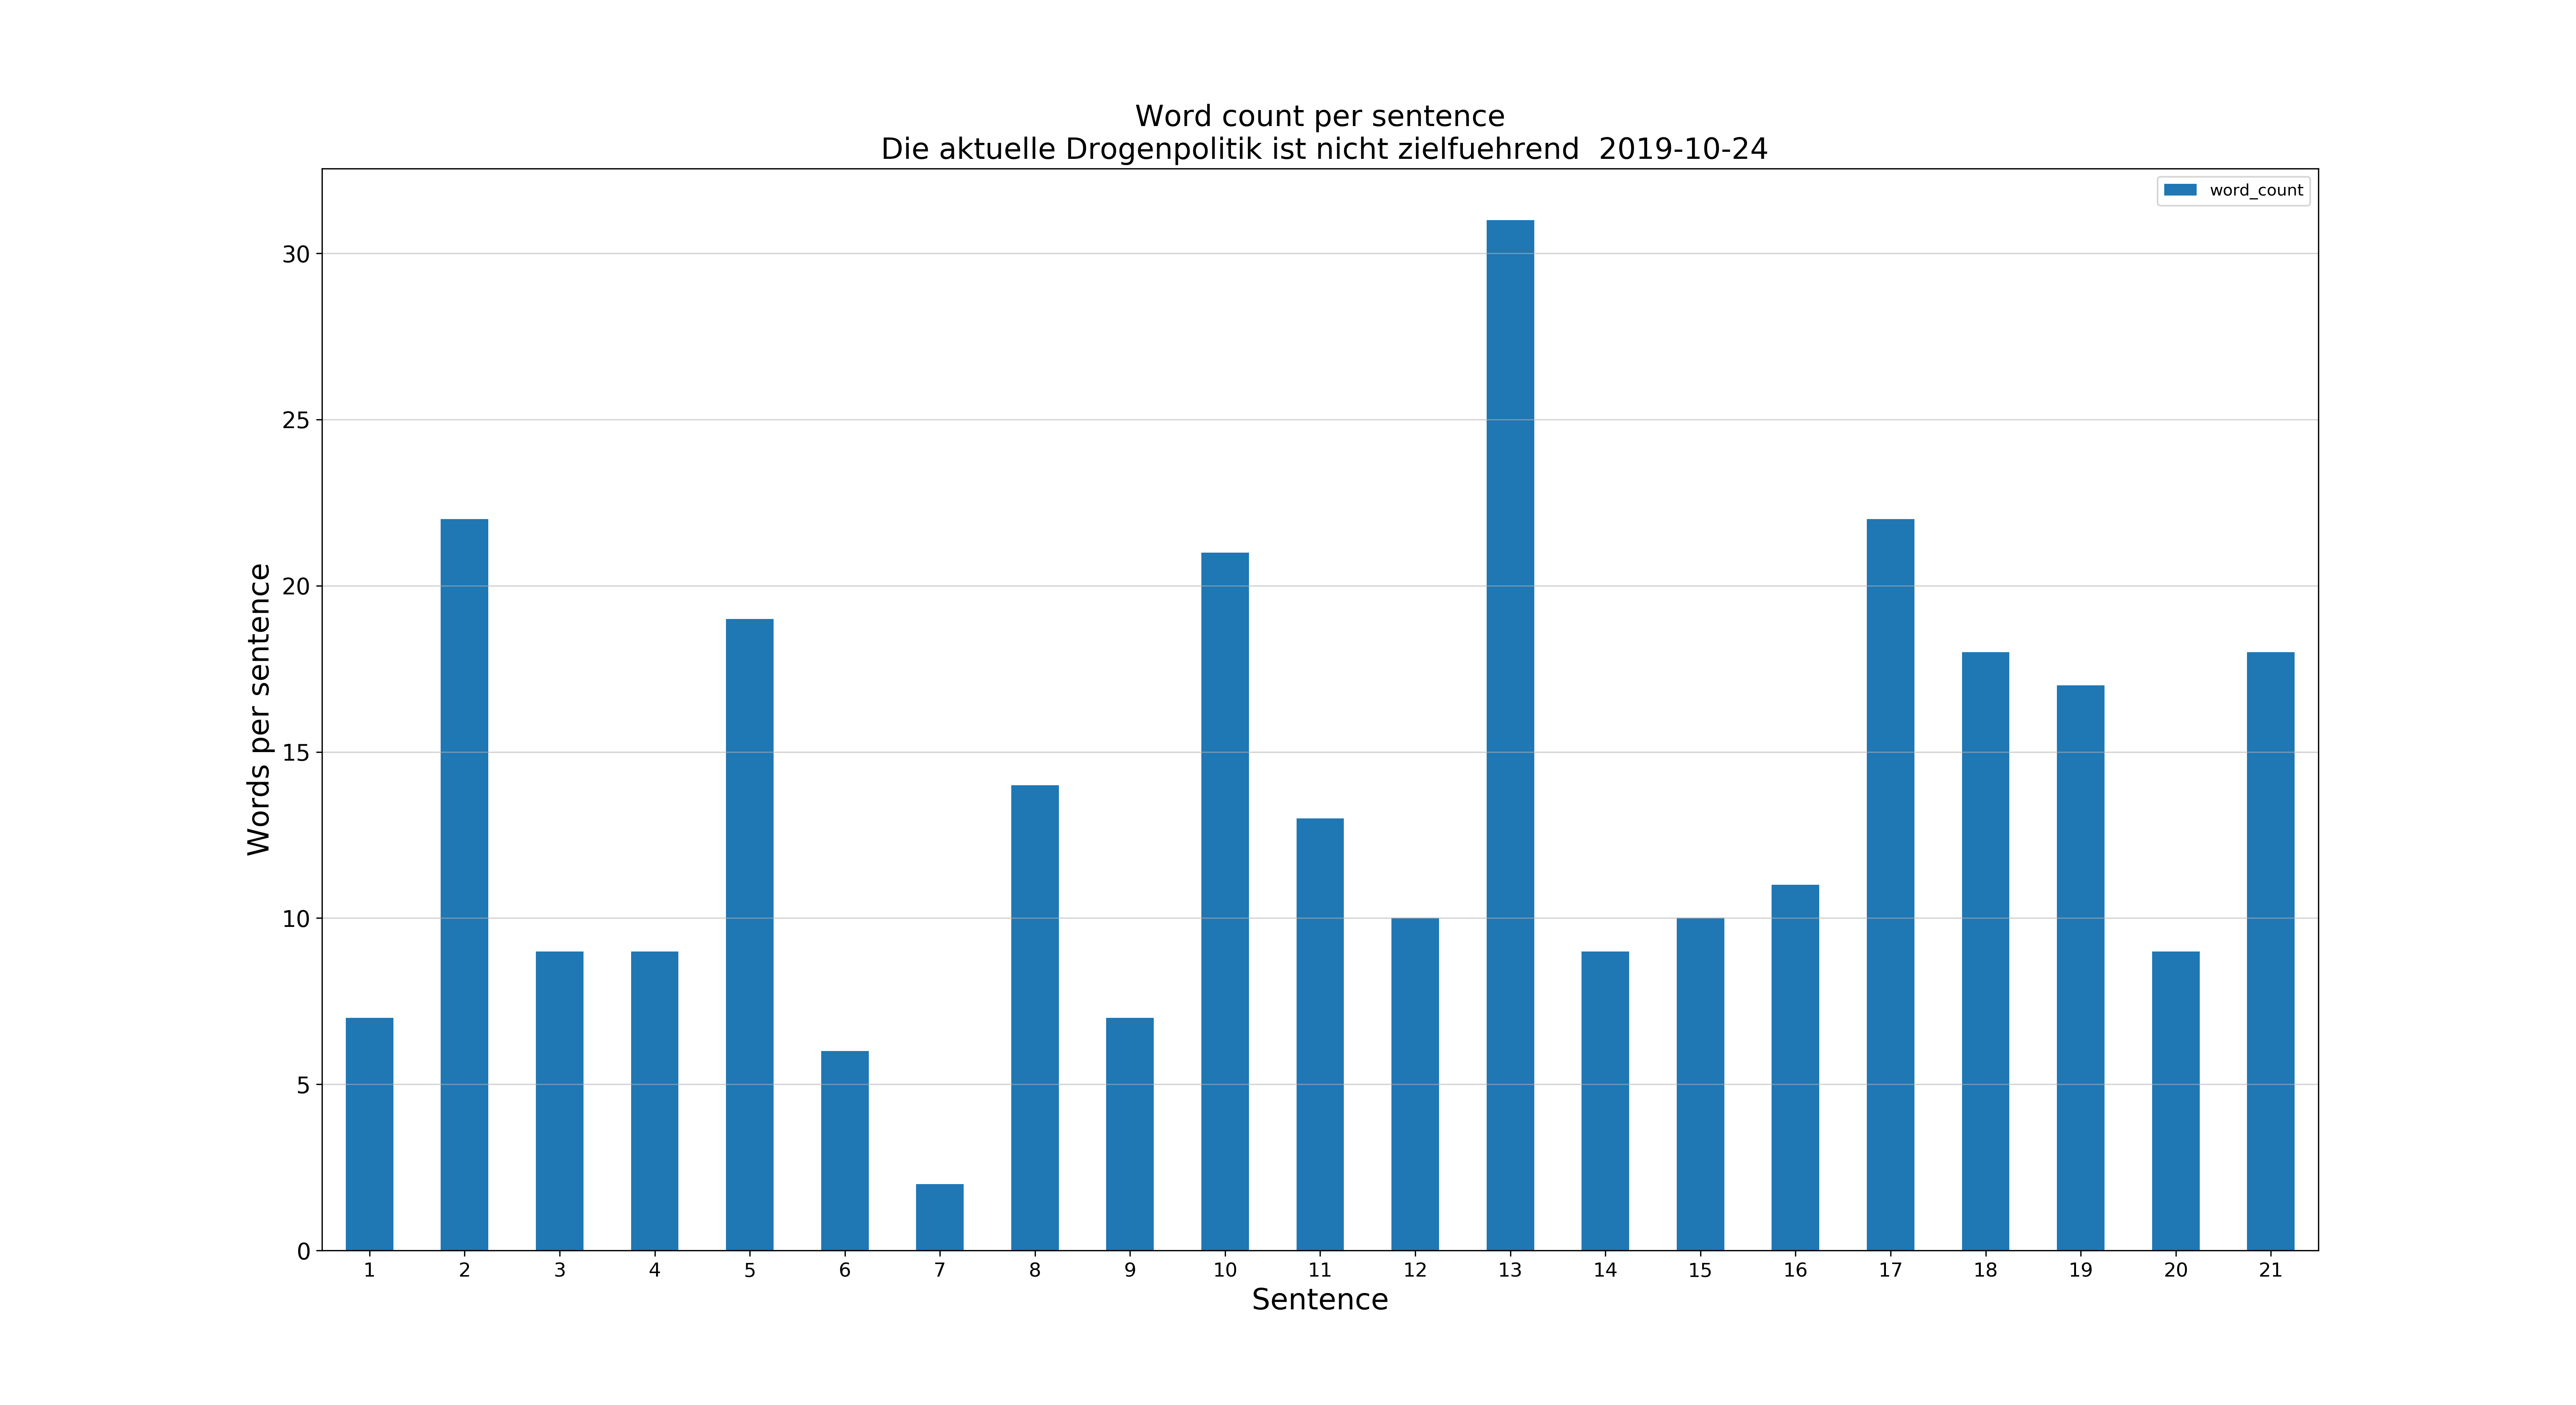 Word count per sentence
Die aktuelle Drogenpolitik ist nicht zielfuehrend  2019-10-24
word_count
30
25
20
15
10
5
0
Words per sentence
1 2 3 4 5 6 7 8 9 10 11 12 13 14 15 16 17 18 19 20 21
Sentence